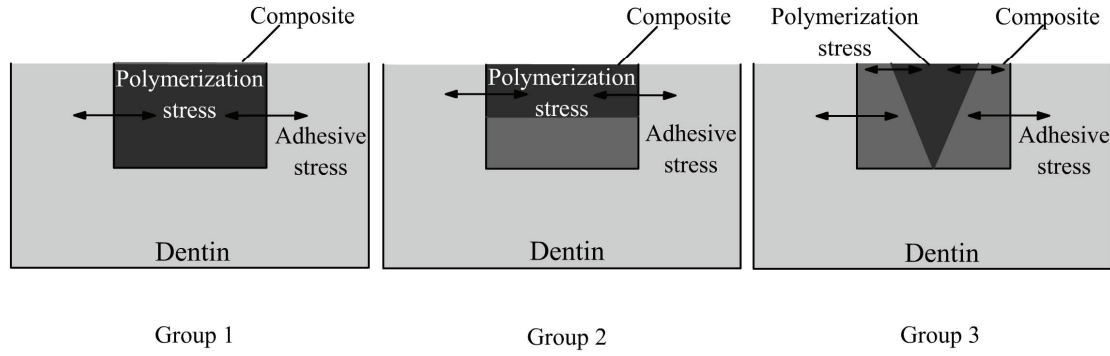 Composite
Polymerization
stress
Adhesive
stress
Dentin
Group 1
Composite
Polymerization
stress
Adhesive
stress
Dentin
Group 2
Polymerization
stress
Composite
Adhesive
stress
Dentin
Group 3